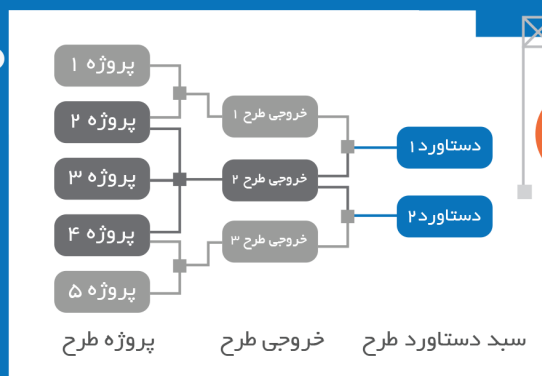 پروژه ۱
پروژه ۲
پروژه ۳
پروژه ۴
پروژه ۵
خروجی طرح ۱
خروجی طرح ۲
خروجی طرح ۳
دستاورد۱
دستاورد۲
پروژه طرح
خروجی طرح
سبد دستاورد طرح